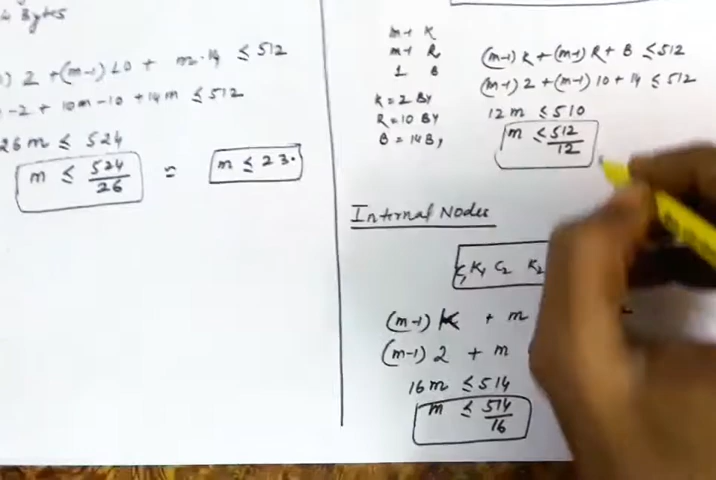 Bytes
2 + (m-1) 10 + m·14 ≤ 512
-2 + 10m - 10 + 14m ≤ 512
26m ≤ 524
m ≤ 524/26 = m ≤ 23.
m-1 K
m-1 R
1 B
K = 2 By
R = 10 By
B = 14 B,
(m-1) K + (m-1) R + B ≤ 512
(m-1) 2 + (m-1) 10 + 14 ≤ 512
12m ≤ 510
m ≤ 512/12
Internal Nodes
C₁ K₁ C₂ K₂
(m-1) K + m
(m-1) 2 + m
16m ≤ 514
m ≤ 514/16